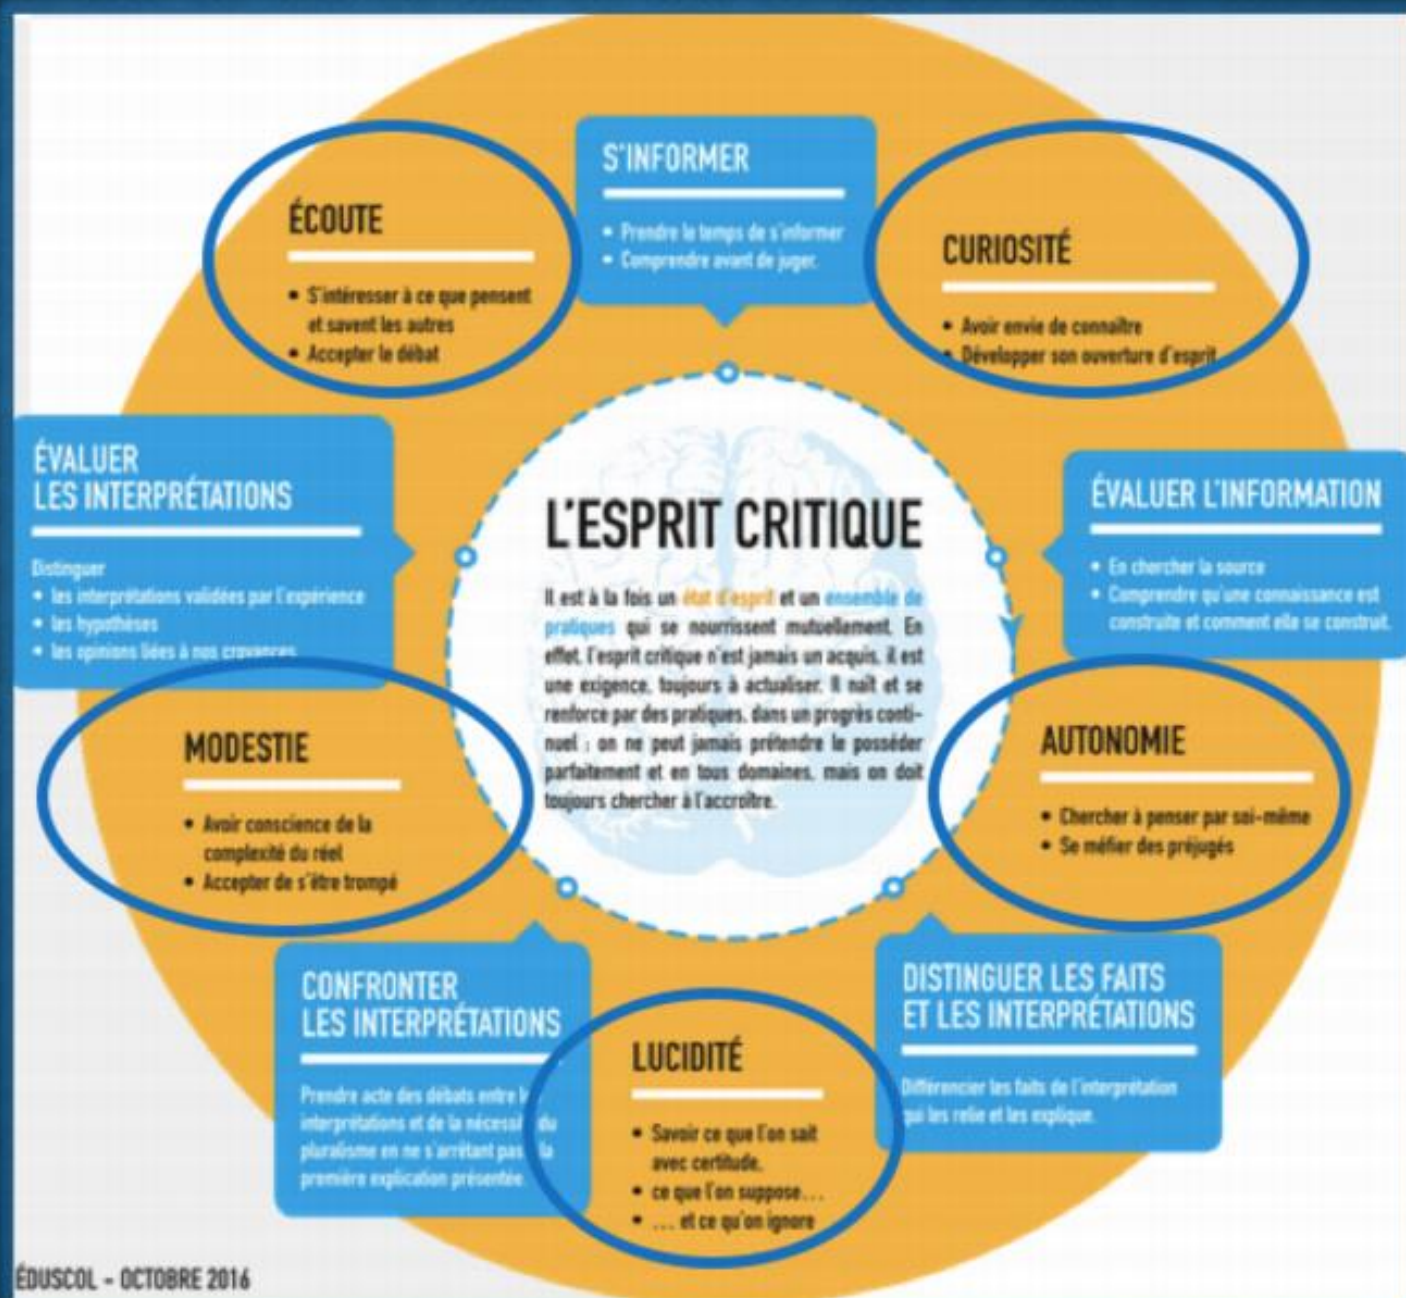 S'INFORMER
• Prendre le temps de s'informer
• Comprendre avant de juger.
CURIOSITÉ
• Avoir envie de connaître
• Développer son ouverture d'esprit
ÉVALUER L'INFORMATION
• En chercher la source
• Comprendre qu'une connaissance est
construite et comment elle se construit.
AUTONOMIE
• Chercher à penser par soi-même
• Se méfier des préjugés
DISTINGUER LES FAITS
ET LES INTERPRÉTATIONS
Différencier les faits de l'interprétation
qui les relie et les explique.
LUCIDITÉ
• Savoir ce que l'on sait
avec certitude,
• ce que l'on suppose...
• ... et ce qu'on ignore
CONFRONTER
LES INTERPRÉTATIONS
Prendre acte des débats entre
interprétations et de la nécessité du
pluralisme en ne s'arrêtant pas la
première explication présentée.
MODESTIE
• Avoir conscience de la
complexité du réel
• Accepter de s'être trompé
ÉVALUER
LES INTERPRÉTATIONS
Distinguer
• les interprétations validées par l'expérience
• les hypothèses
• les opinions liées à nos croyances
ÉCOUTE
• S'intéresser à ce que pensent
et savent les autres
• Accepter le débat
L'ESPRIT CRITIQUE
Il est à la fois un état d'esprit et un ensemble de
pratiques qui se nourrissent mutuellement. En
effet, l'esprit critique n'est jamais un acquis, il est
une exigence, toujours à actualiser. Il naît et se
renforce par des pratiques, dans un progrès conti-
nuel : on ne peut jamais prétendre le posséder
parfaitement et en tous domaines, mais on doit
toujours chercher à l'accroître.
ÉDUSCOL - OCTOBRE 2016